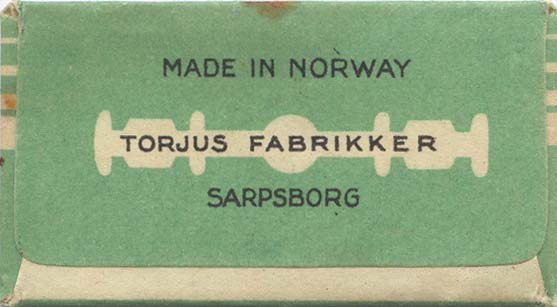 MADE IN NORWAY
TORJUS FABRIKKER
SARPSBORG